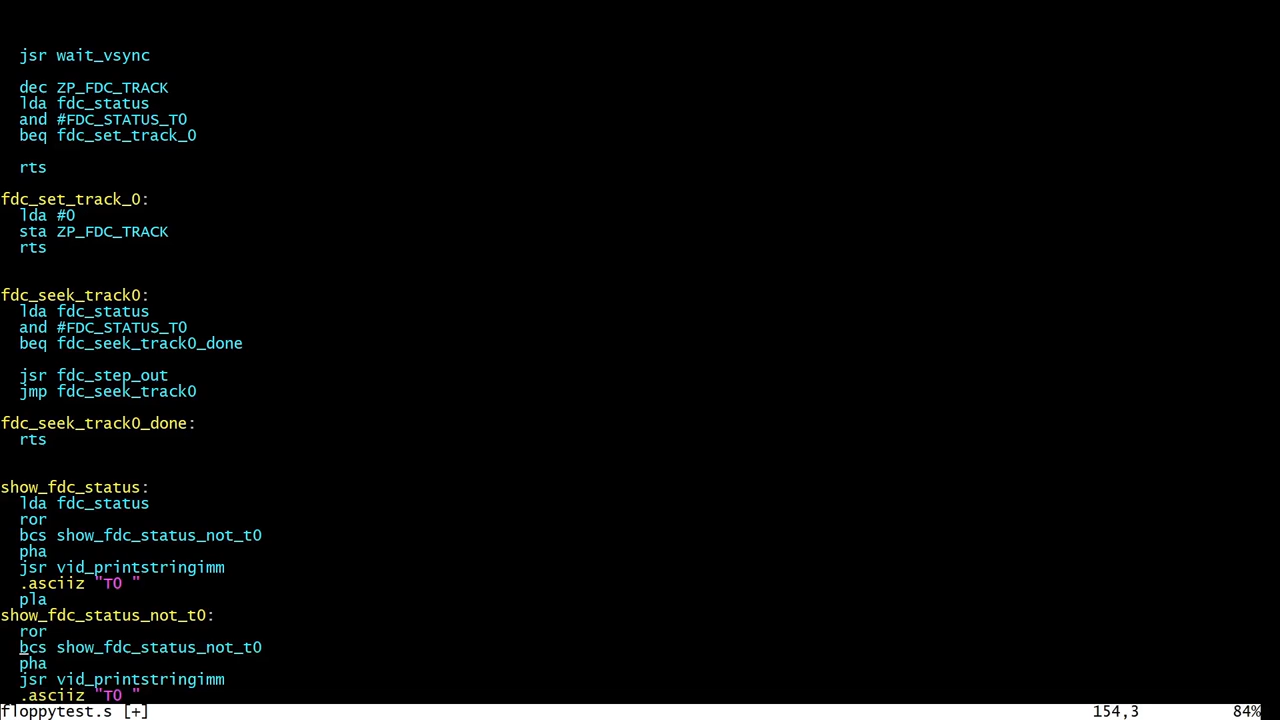 jsr wait_vsync
dec ZP_FDC_TRACK
lda fdc_status
and #FDC_STATUS_T0
beq fdc_set_track_0
rts
fdc_set_track_0:
lda #0
sta ZP_FDC_TRACK
rts
fdc_seek_track0:
lda fdc_status
and #FDC_STATUS_T0
beq fdc_seek_track0_done
jsr fdc_step_out
jmp fdc_seek_track0
fdc_seek_track0_done:
rts
show_fdc_status:
lda fdc_status
ror
bcs show_fdc_status_not_t0
pha
jsr vid_printstringimm
.asciiz "T0 "
pla
show_fdc_status_not_t0:
ror
bcs show_fdc_status_not_t0
pha
jsr vid_printstringimm
.asciiz "T0 "
floppytest.s [+] 154,3 84%